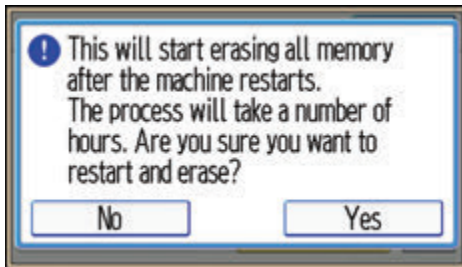 This will start erasing all memory
after the machine restarts.
The process will take a number of
hours. Are you sure you want to
restart and erase?
No Yes